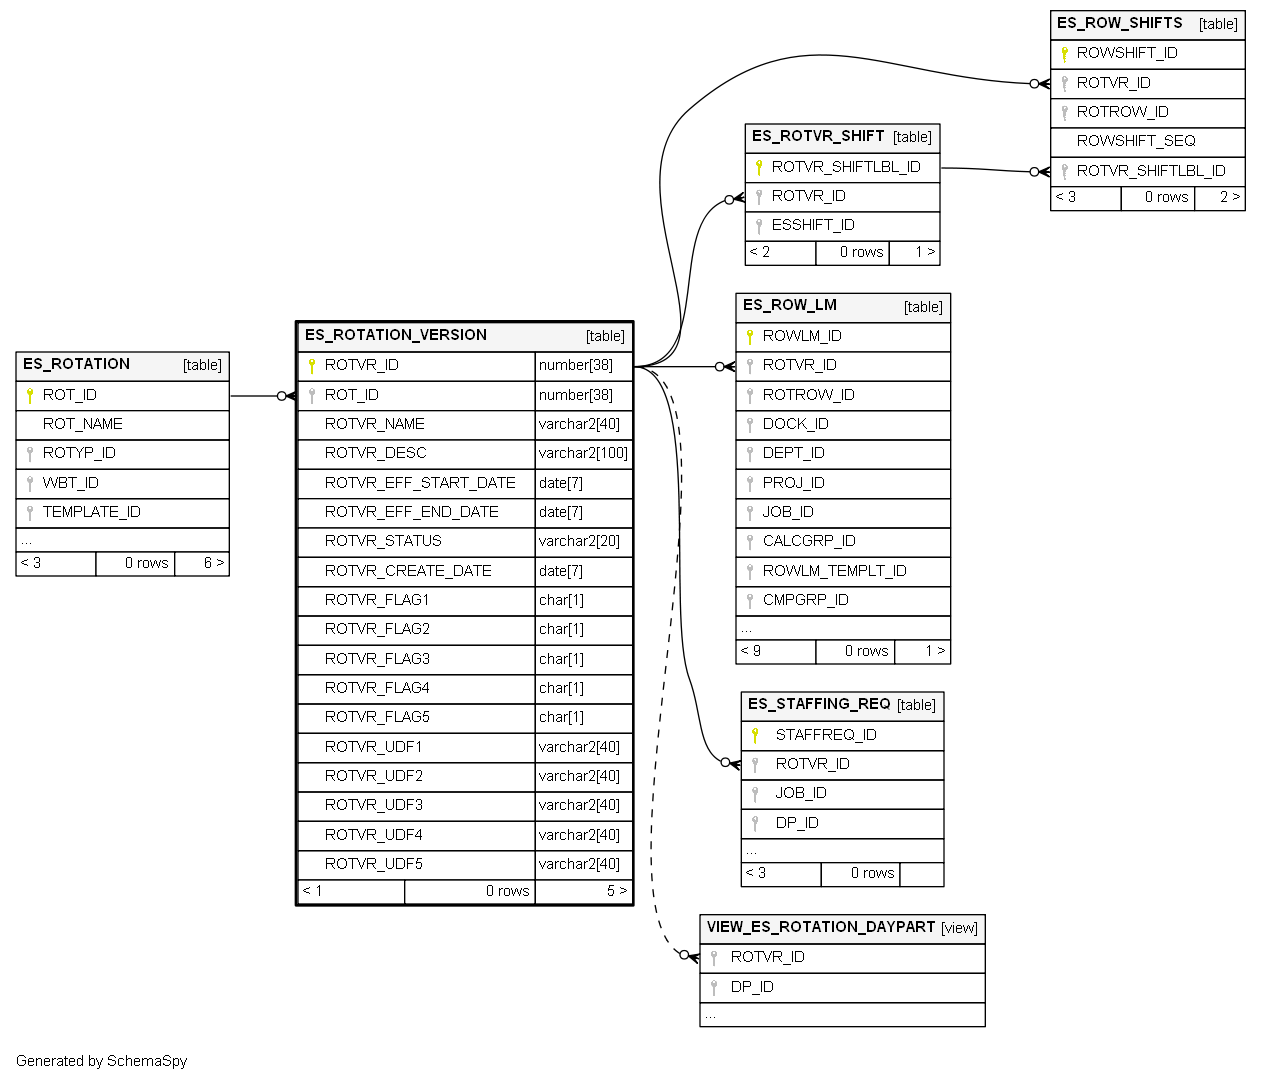 ES_ROW_SHIFTS [table]
ROWSHIFT_ID
ROTVR_ID
ROTROW_ID
ROWSHIFT_SEQ
ROTVR_SHIFTLBL_ID
< 3 0 rows 2 >
ES_ROTVR_SHIFT [table]
ROTVR_SHIFTLBL_ID
ROTVR_ID
ESSHIFT_ID
< 2 0 rows 1 >
ES_ROW_LM [table]
ROWLM_ID
ROTVR_ID
ROTROW_ID
DOCK_ID
DEPT_ID
PROJ_ID
JOB_ID
CALCGRP_ID
ROWLM_TEMPLT_ID
CMPGRP_ID
...
< 9 0 rows 1 >
ES_ROTATION_VERSION [table]
ROTVR_ID number[38]
ROT_ID number[38]
ROTVR_NAME varchar2[40]
ROTVR_DESC varchar2[100]
ROTVR_EFF_START_DATE date[7]
ROTVR_EFF_END_DATE date[7]
ROTVR_STATUS varchar2[20]
ROTVR_CREATE_DATE date[7]
ROTVR_FLAG1 char[1]
ROTVR_FLAG2 char[1]
ROTVR_FLAG3 char[1]
ROTVR_FLAG4 char[1]
ROTVR_FLAG5 char[1]
ROTVR_UDF1 varchar2[40]
ROTVR_UDF2 varchar2[40]
ROTVR_UDF3 varchar2[40]
ROTVR_UDF4 varchar2[40]
ROTVR_UDF5 varchar2[40]
< 1 0 rows 5 >
ES_ROTATION [table]
ROT_ID
ROT_NAME
ROTYP_ID
WBT_ID
TEMPLATE_ID
...
< 3 0 rows 6 >
ES_STAFFING_REQ [table]
STAFFREQ_ID
ROTVR_ID
JOB_ID
DP_ID
...
< 3 0 rows
VIEW_ES_ROTATION_DAYPART [view]
ROTVR_ID
DP_ID
...
Generated by SchemaSpy